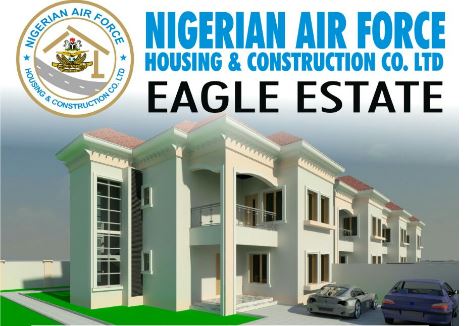 NIGERIAN AIR FORCE
HOUSING & CONSTRUCTION CO. LTD
NIGERIAN AIR FORCE
HOUSING & CONSTRUCTION CO. LTD
EAGLE ESTATE